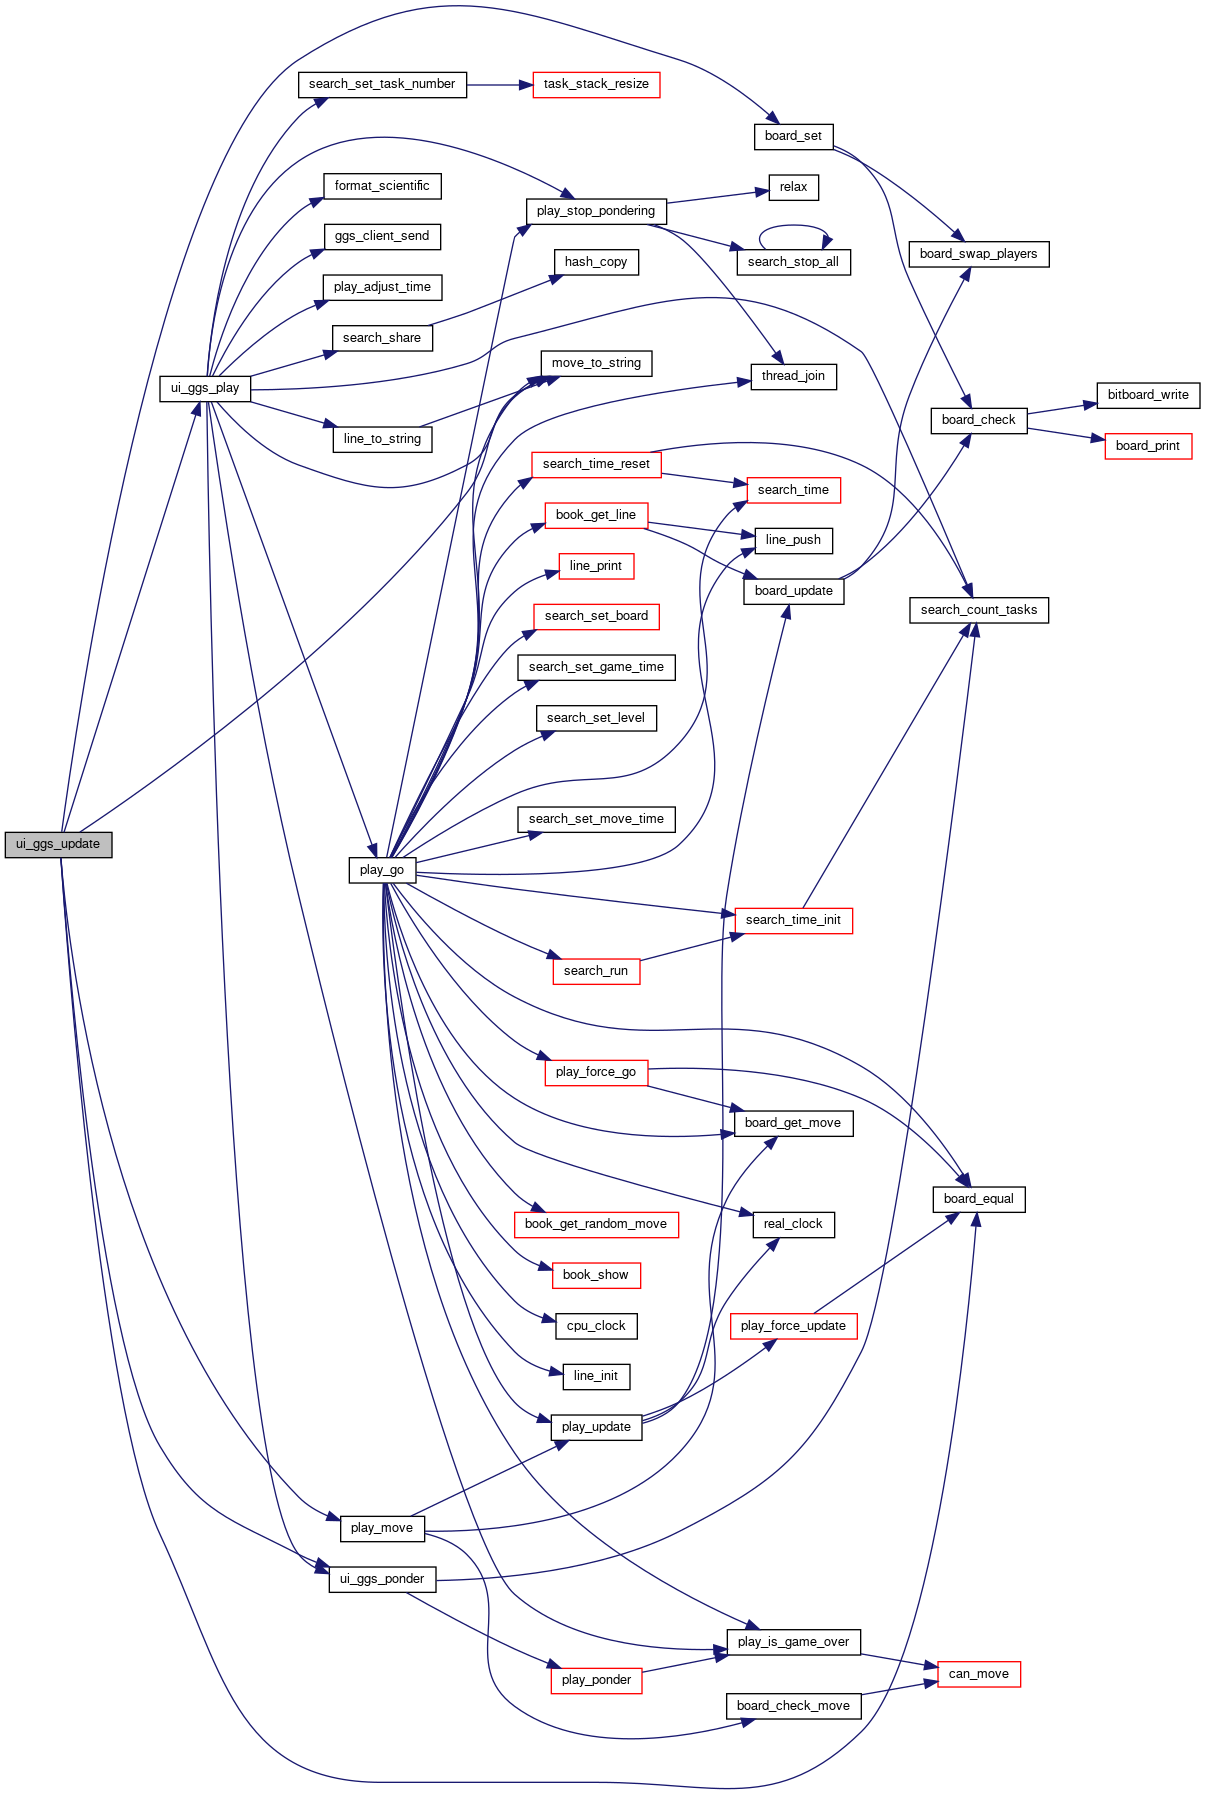 search_set_task_number
task_stack_resize
board_set
format_scientific
relax
play_stop_pondering
ggs_client_send
board_swap_players
hash_copy
search_stop_all
play_adjust_time
search_share
move_to_string
thread_join
ui_ggs_play
bitboard_write
board_check
line_to_string
board_print
search_time_reset
search_time
book_get_line
line_push
line_print
board_update
search_count_tasks
search_set_board
search_set_game_time
search_set_level
search_set_move_time
ui_ggs_update
play_go
search_time_init
search_run
play_force_go
board_get_move
board_equal
book_get_random_move
real_clock
book_show
cpu_clock
play_force_update
line_init
play_update
play_move
ui_ggs_ponder
play_is_game_over
play_ponder
can_move
board_check_move